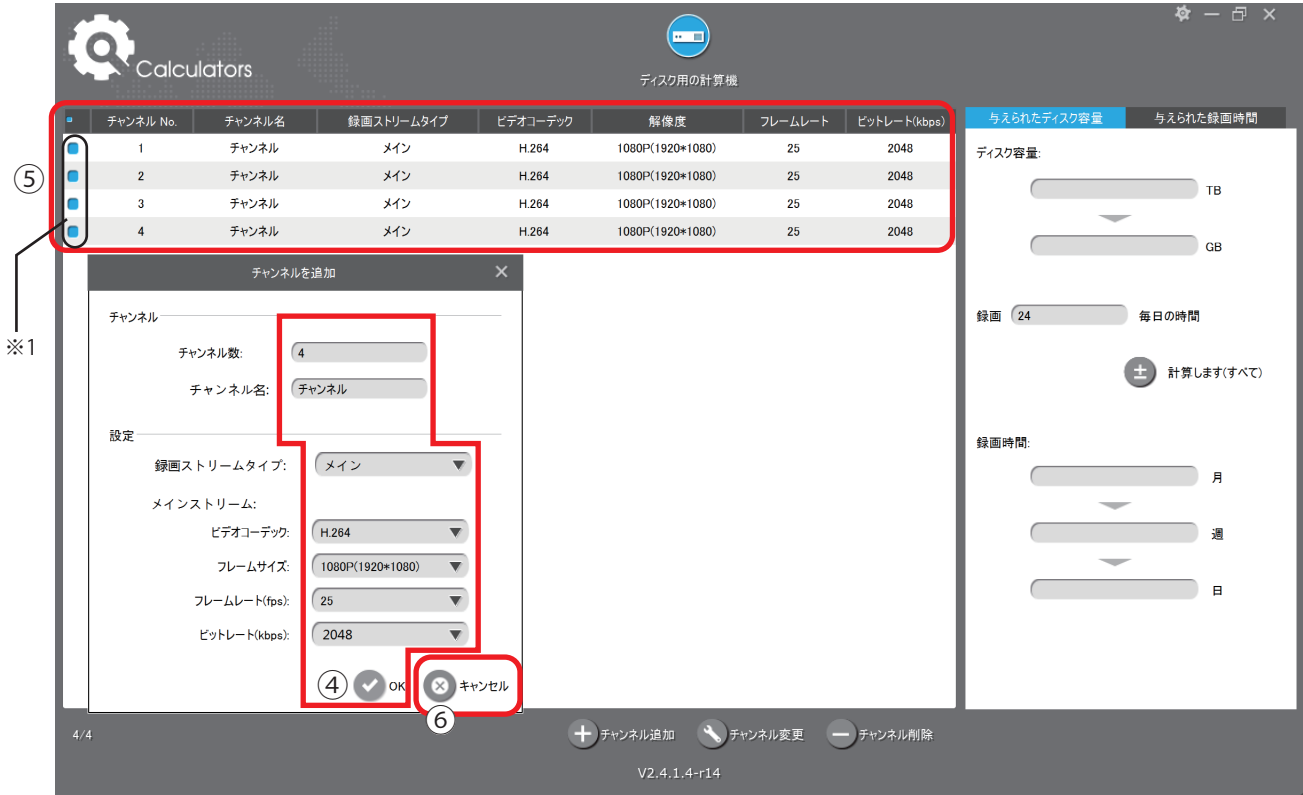 Calculators
ディスク用の計算機
チャンネル No. チャンネル名 録画ストリームタイプ ビデオコーデック 解像度 フレームレート ビットレート(kbps)
1 チャンネル メイン H.264 1080P(1920*1080) 25 2048
2 チャンネル メイン H.264 1080P(1920*1080) 25 2048
3 チャンネル メイン H.264 1080P(1920*1080) 25 2048
4 チャンネル メイン H.264 1080P(1920*1080) 25 2048
⑤
※1
チャンネルを追加
チャンネル
チャンネル数: 4
チャンネル名: チャンネル
設定
録画ストリームタイプ: メイン
メインストリーム:
ビデオコーデック: H.264
フレームサイズ: 1080P(1920*1080)
フレームレート(fps): 25
ビットレート(kbps): 2048
④ OK キャンセル
⑥
与えられたディスク容量 与えられた録画時間
ディスク容量:
TB
GB
録画 24 毎日の時間
計算します(すべて)
録画時間:
月
週
日
4/4 チャンネル追加 チャンネル変更 チャンネル削除
V2.4.1.4-r14